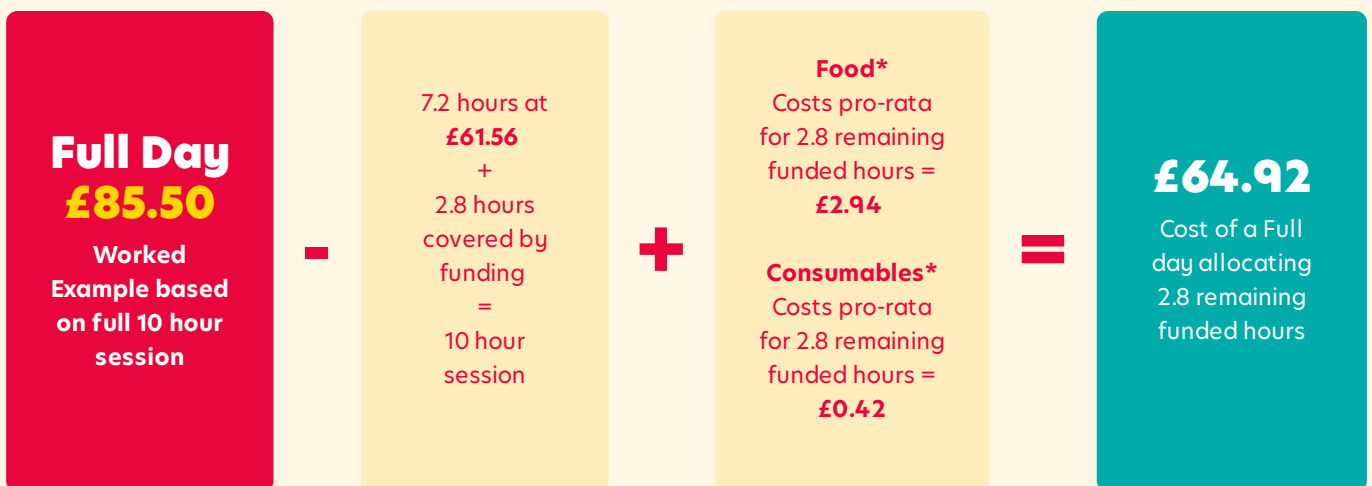 Full Day
£85.50
Worked
Example based
on full 10 hour
session
-
7.2 hours at
£61.56
+
2.8 hours
covered by
funding
=
10 hour
session
+
Food*
Costs pro-rata
for 2.8 remaining
funded hours =
£2.94
Consumables*
Costs pro-rata
for 2.8 remaining
funded hours =
£0.42
=
£64.92
Cost of a Full
day allocating
2.8 remaining
funded hours